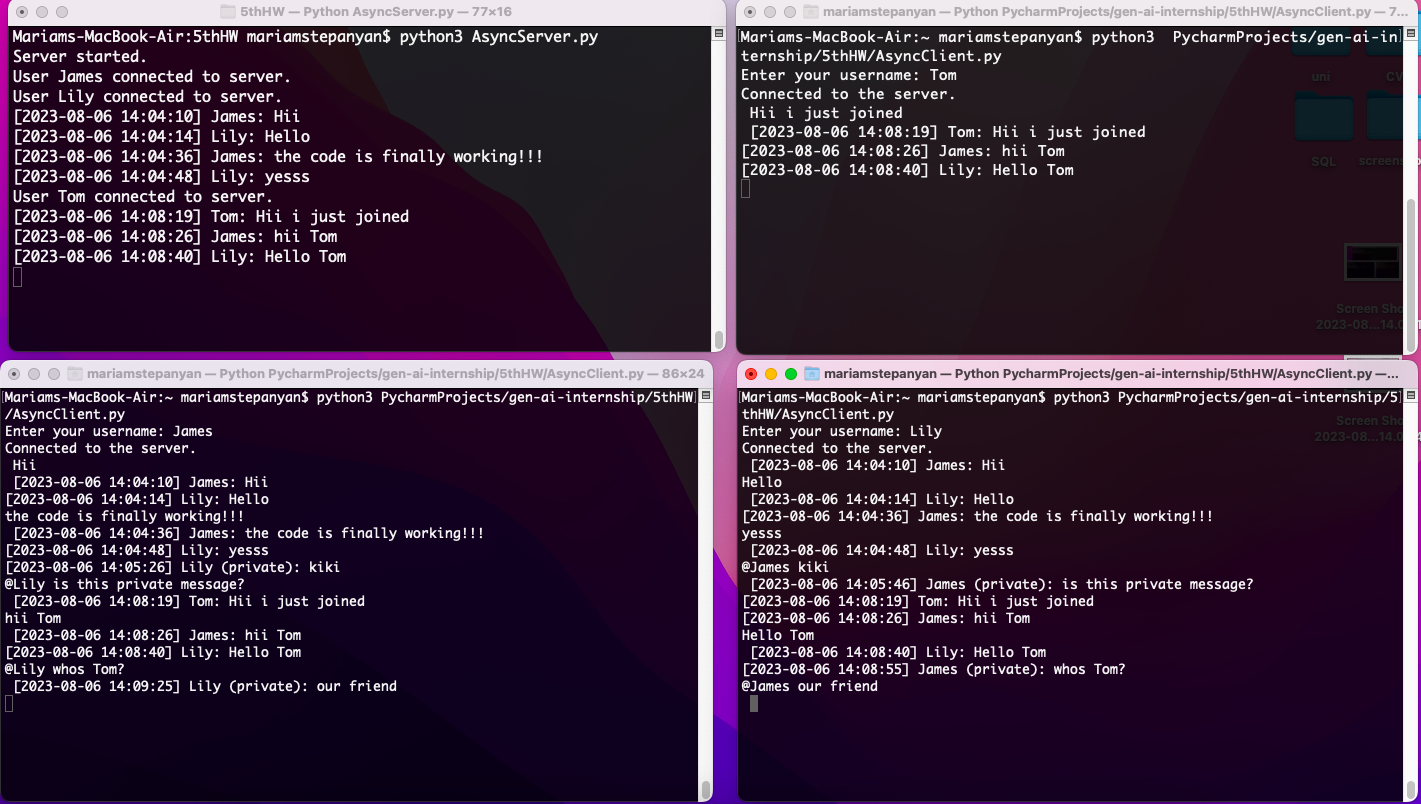 5thHW — Python AsyncServer.py — 77×16
Mariams-MacBook-Air:5thHW mariamstepanyan$ python3 AsyncServer.py
Server started.
User James connected to server.
User Lily connected to server.
[2023-08-06 14:04:10] James: Hii
[2023-08-06 14:04:14] Lily: Hello
[2023-08-06 14:04:36] James: the code is finally working!!!
[2023-08-06 14:04:48] Lily: yesss
User Tom connected to server.
[2023-08-06 14:08:19] Tom: Hii i just joined
[2023-08-06 14:08:26] James: hii Tom
[2023-08-06 14:08:40] Lily: Hello Tom
mariamstepanyan — Python PycharmProjects/gen-ai-internship/5thHW/AsyncClient.py — 7...
[Mariams-MacBook-Air:~ mariamstepanyan$ python3  PycharmProjects/gen-ai-in]
ternship/5thHW/AsyncClient.py
Enter your username: Tom
Connected to the server.
 Hii i just joined
 [2023-08-06 14:08:19] Tom: Hii i just joined
[2023-08-06 14:08:26] James: hii Tom
[2023-08-06 14:08:40] Lily: Hello Tom
uni
CV
SQL
screens
Screen Sho
2023-08...14.0
mariamstepanyan — Python PycharmProjects/gen-ai-internship/5thHW/AsyncClient.py — 86×24
[Mariams-MacBook-Air:~ mariamstepanyan$ python3 PycharmProjects/gen-ai-internship/5thHW]
/AsyncClient.py
Enter your username: James
Connected to the server.
 Hii
 [2023-08-06 14:04:10] James: Hii
[2023-08-06 14:04:14] Lily: Hello
the code is finally working!!!
 [2023-08-06 14:04:36] James: the code is finally working!!!
[2023-08-06 14:04:48] Lily: yesss
[2023-08-06 14:05:26] Lily (private): kiki
@Lily is this private message?
 [2023-08-06 14:08:19] Tom: Hii i just joined
hii Tom
 [2023-08-06 14:08:26] James: hii Tom
[2023-08-06 14:08:40] Lily: Hello Tom
@Lily whos Tom?
 [2023-08-06 14:09:25] Lily (private): our friend
mariamstepanyan — Python PycharmProjects/gen-ai-internship/5thHW/AsyncClient.py —...
[Mariams-MacBook-Air:~ mariamstepanyan$ python3 PycharmProjects/gen-ai-internship/5]
thHW/AsyncClient.py
Enter your username: Lily
Connected to the server.
 [2023-08-06 14:04:10] James: Hii
Hello
 [2023-08-06 14:04:14] Lily: Hello
[2023-08-06 14:04:36] James: the code is finally working!!!
yesss
 [2023-08-06 14:04:48] Lily: yesss
@James kiki
 [2023-08-06 14:05:46] James (private): is this private message?
[2023-08-06 14:08:19] Tom: Hii i just joined
[2023-08-06 14:08:26] James: hii Tom
Hello Tom
 [2023-08-06 14:08:40] Lily: Hello Tom
[2023-08-06 14:08:55] James (private): whos Tom?
@James our friend
Screen Sho
2023-08...14.0